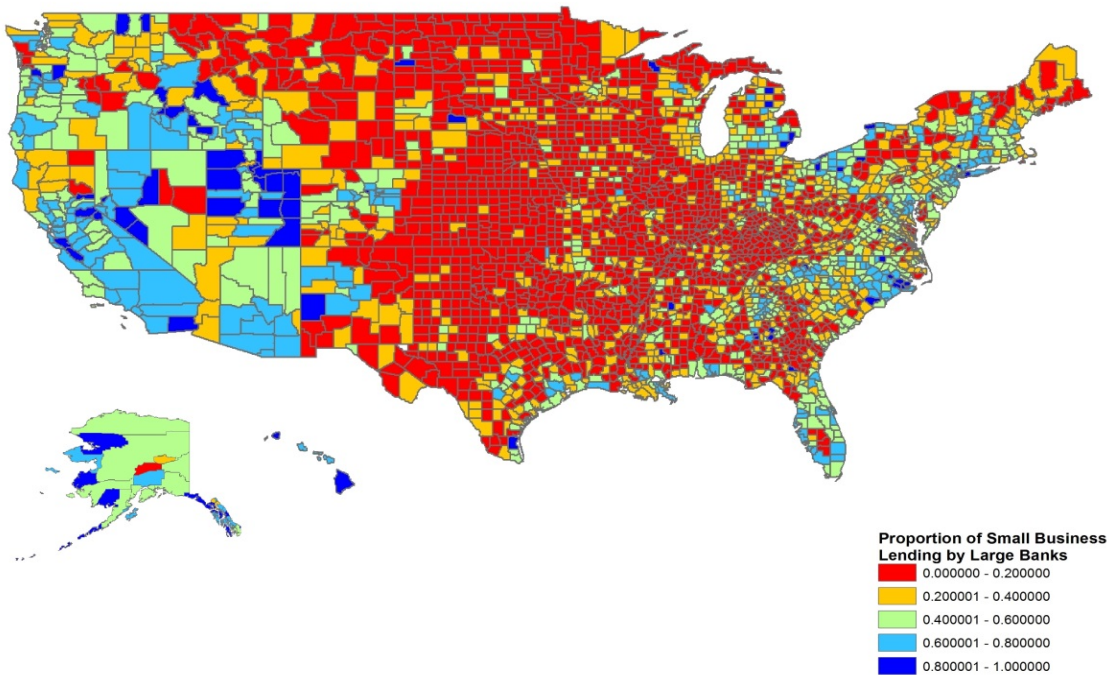 Proportion of Small Business
Lending by Large Banks
0.000000 - 0.200000
0.200001 - 0.400000
0.400001 - 0.600000
0.600001 - 0.800000
0.800001 - 1.000000